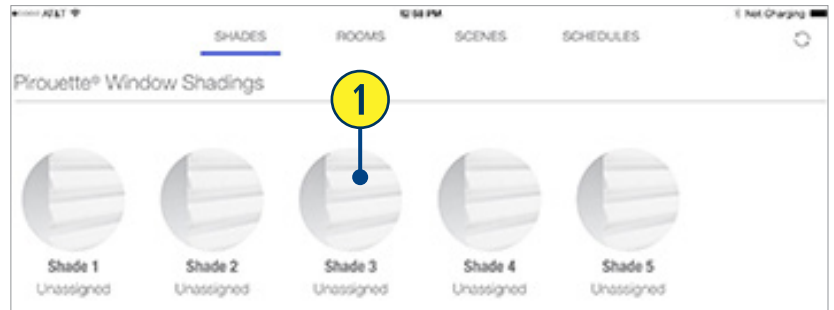 AT&T 12:58 PM Not Charging
SHADES ROOMS SCENES SCHEDULES
Pirouette® Window Shadings
1
Shade 1 Shade 2 Shade 3 Shade 4 Shade 5
Unassigned Unassigned Unassigned Unassigned Unassigned